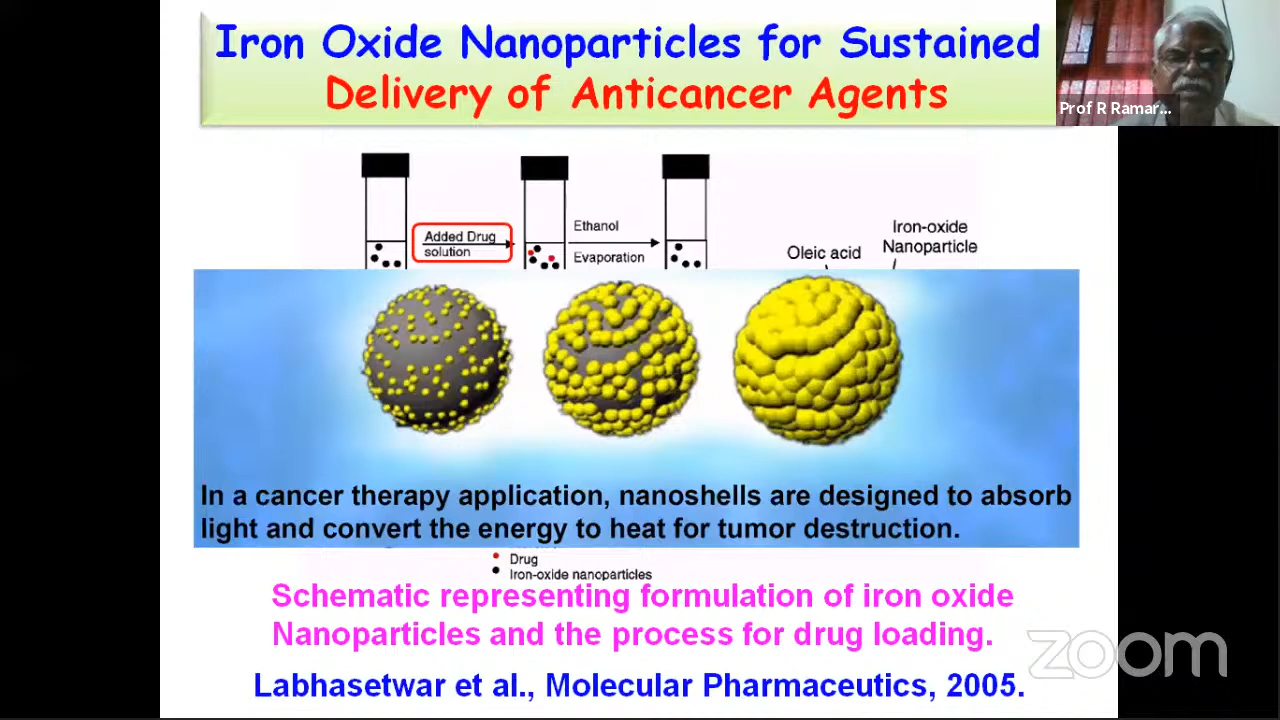 Iron Oxide Nanoparticles for Sustained
Delivery of Anticancer Agents
Prof R Ramar...
Added Drug
solution
Ethanol
Evaporation
Oleic acid
Iron-oxide
Nanoparticle
In a cancer therapy application, nanoshells are designed to absorb
light and convert the energy to heat for tumor destruction.
Drug
Iron-oxide nanoparticles
Schematic representing formulation of iron oxide
Nanoparticles and the process for drug loading.
zoom
Labhasetwar et al., Molecular Pharmaceutics, 2005.